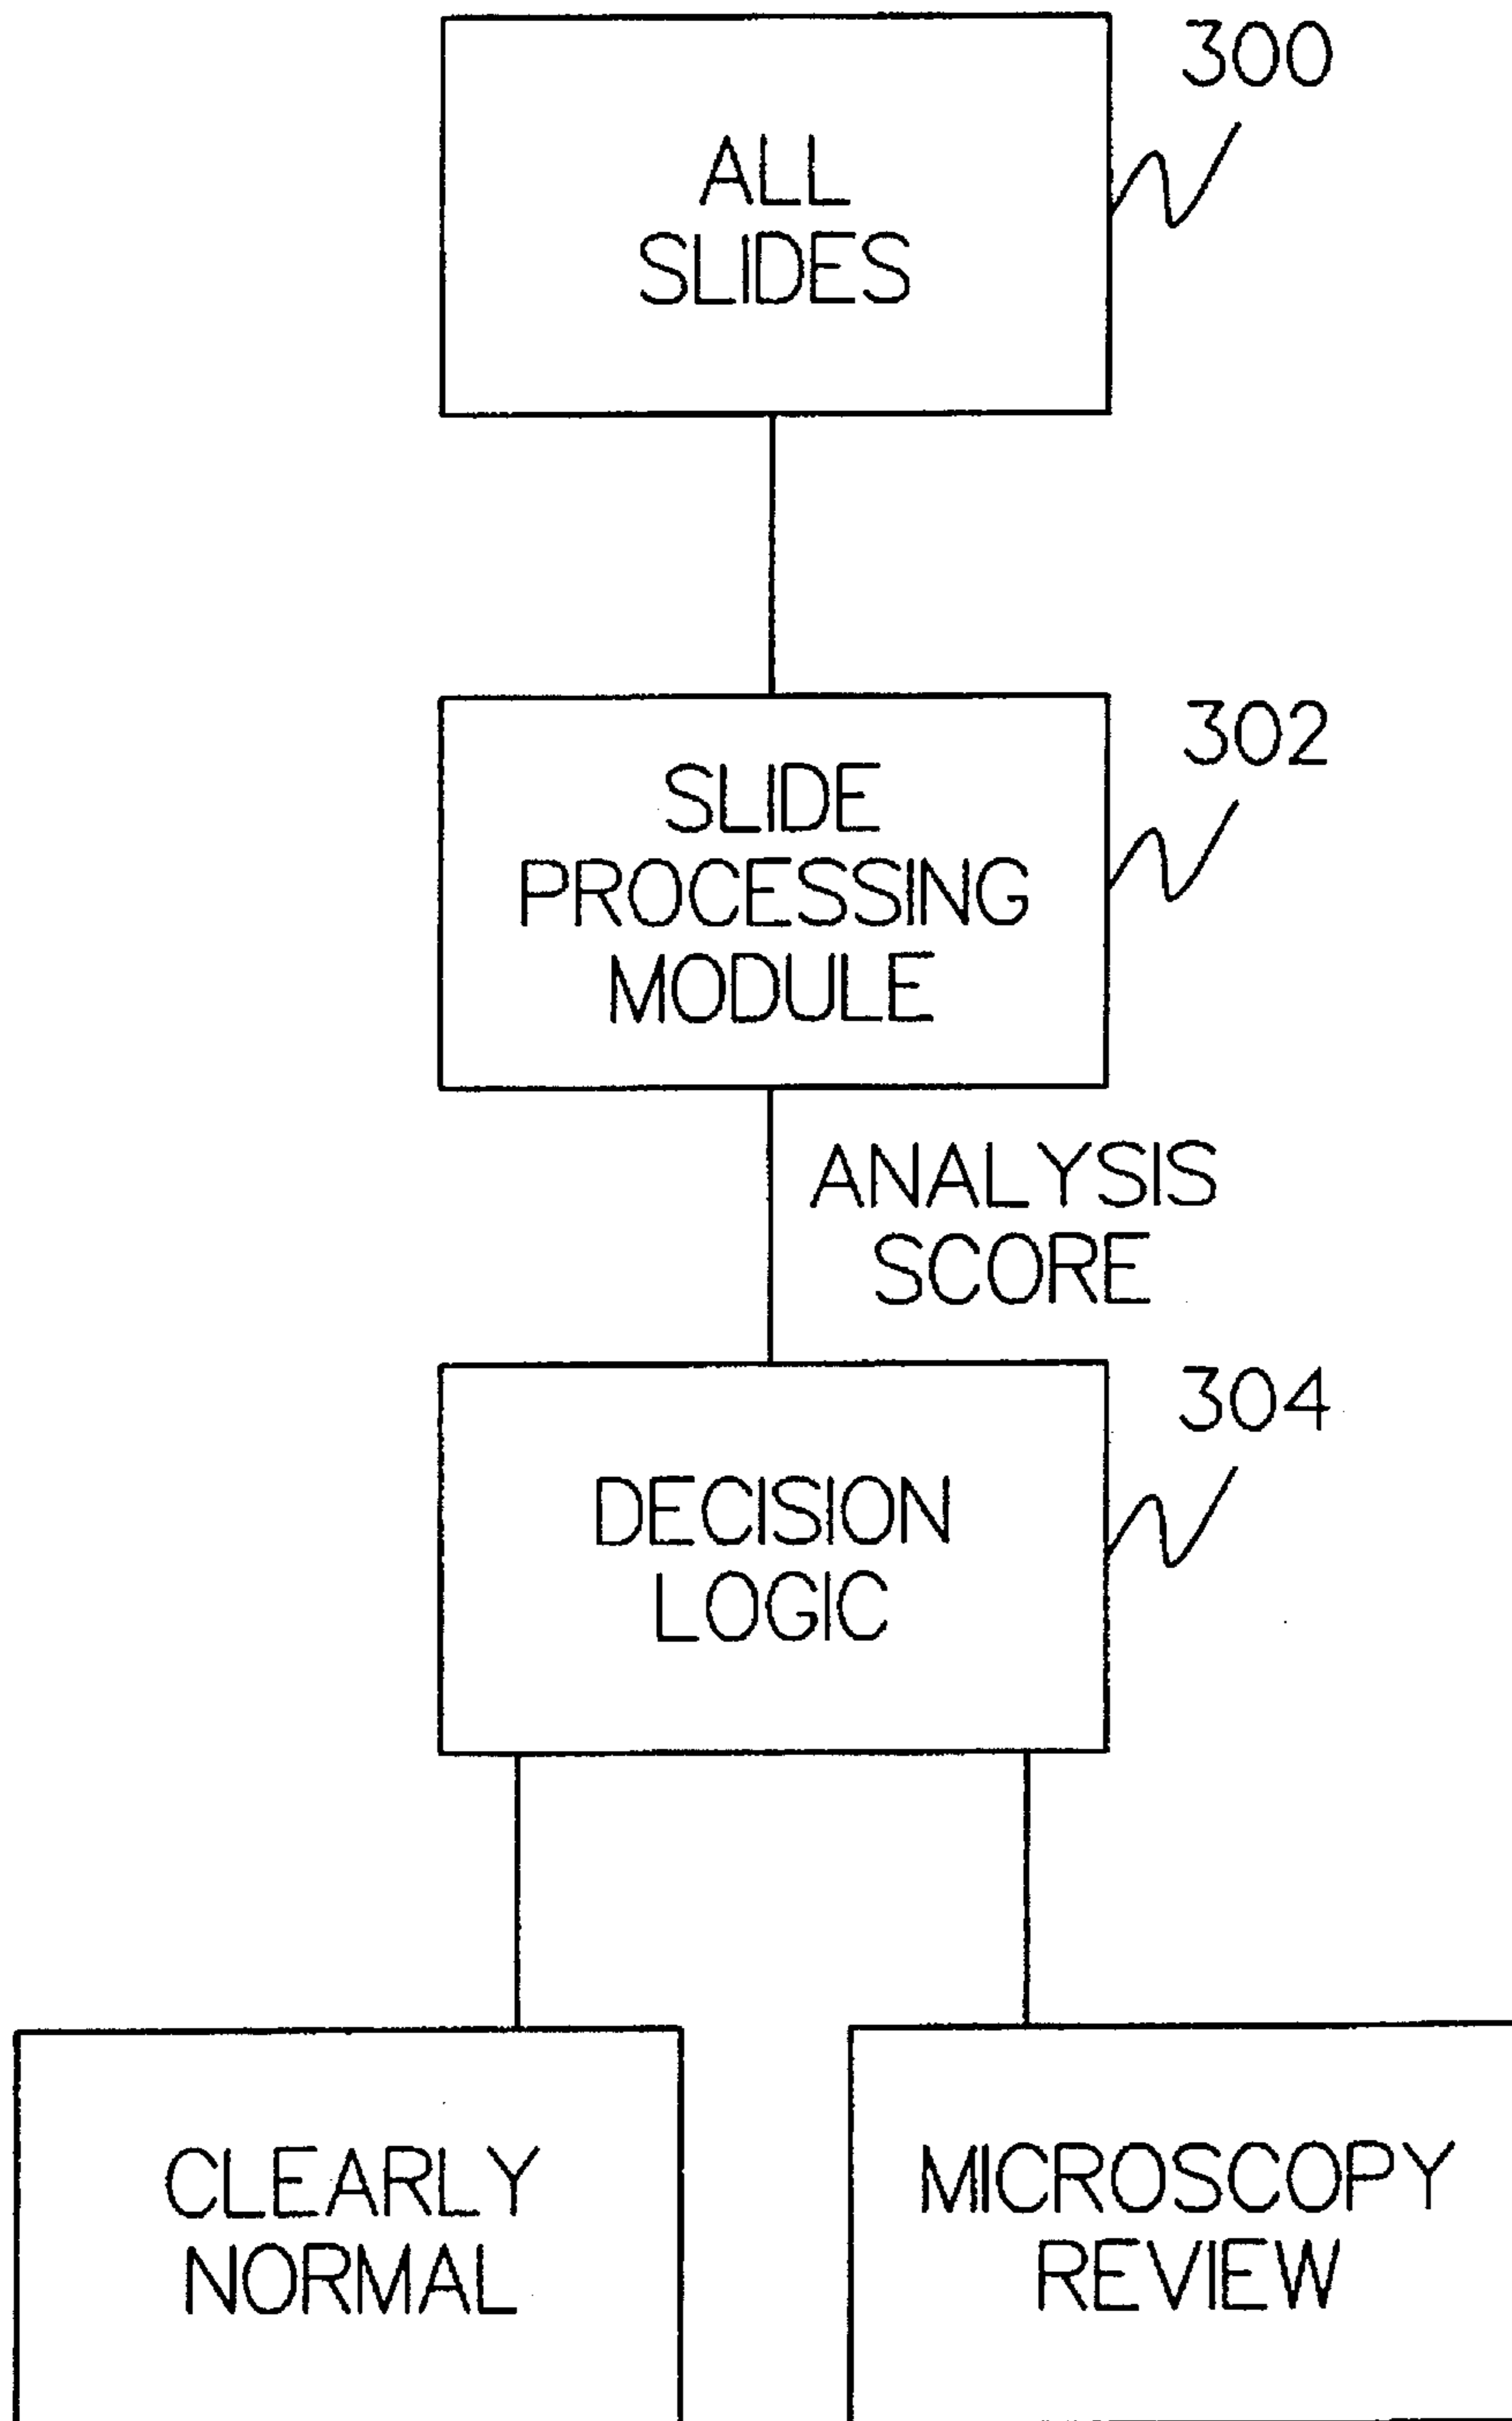 300
ALL
SLIDES
302
SLIDE
PROCESSING
MODULE
ANALYSIS
SCORE
304
DECISION
LOGIC
CLEARLY
NORMAL
MICROSCOPY
REVIEW